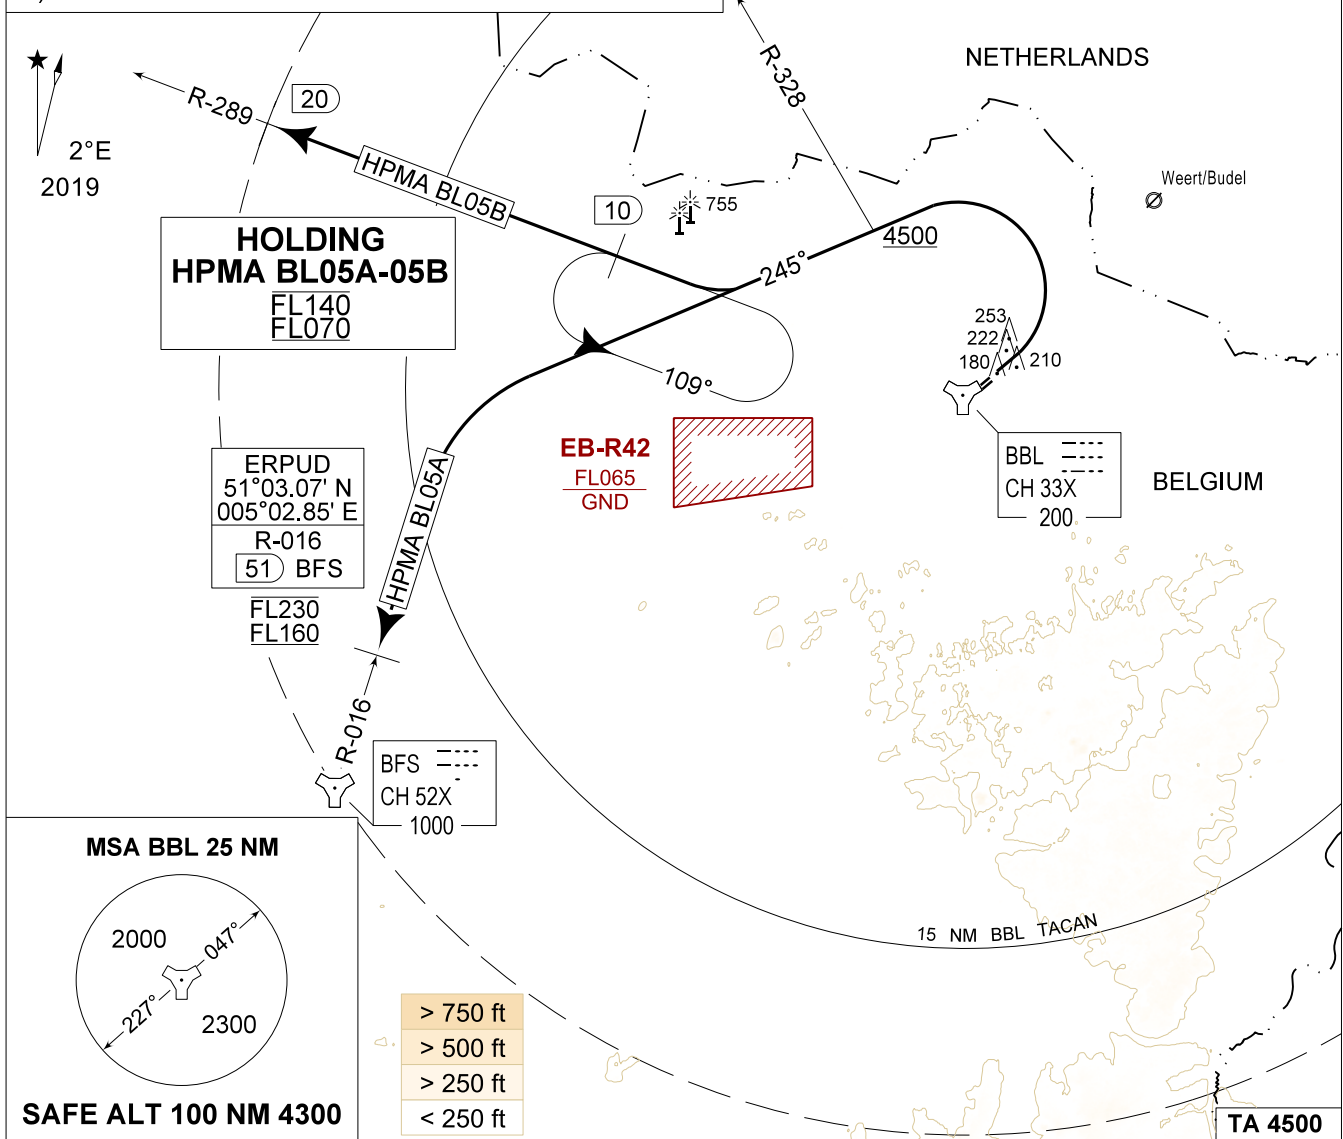 NETHERLANDS
R-328
R-289
20
2°E
2019
HPMA BL05B
Weert/Budel
10
755
4500
HOLDING
HPMA BL05A-05B
FL140
FL070
245°
253
222
180
210
109°
EB-R42
FL065
GND
BBL
CH 33X
200
BELGIUM
ERPUD
51°03.07' N
005°02.85' E
R-016
51 BFS
FL230
FL160
HPMA BL05A
R-016
BFS
CH 52X
1000
MSA BBL 25 NM
2000
047°
227°
2300
SAFE ALT 100 NM 4300
15 NM BBL TACAN
> 750 ft
> 500 ft
> 250 ft
< 250 ft
TA 4500